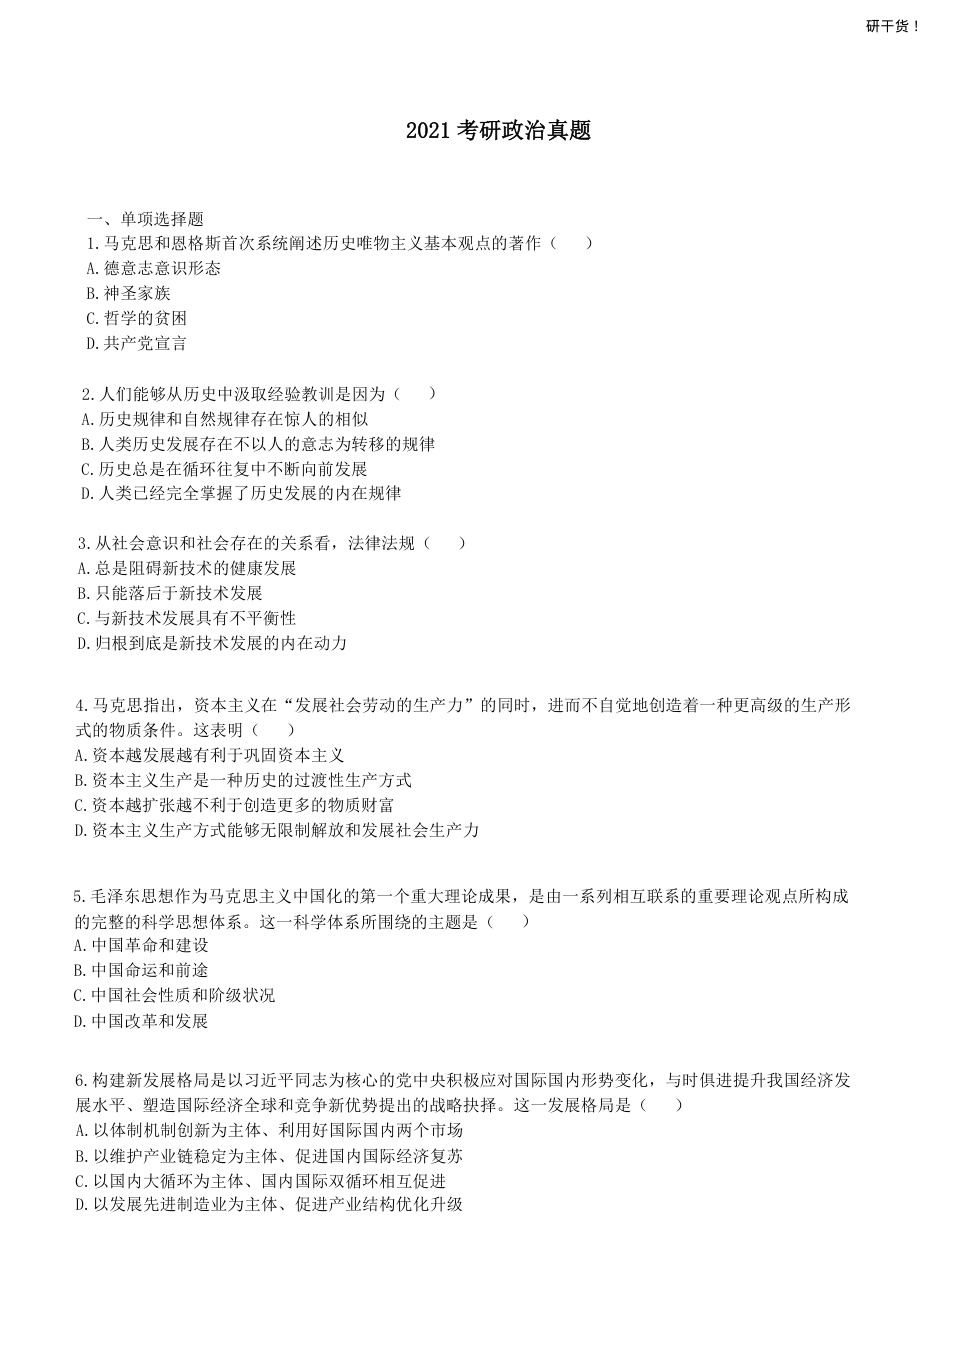 研干货！
2021 考研政治真题
一、单项选择题
1.马克思和恩格斯首次系统阐述历史唯物主义基本观点的著作（ ）
A.德意志意识形态
B.神圣家族
C.哲学的贫困
D.共产党宣言
2.人们能够从历史中汲取经验教训是因为（ ）
A.历史规律和自然规律存在惊人的相似
B.人类历史发展存在不以人的意志为转移的规律
C.历史总是在循环往复中不断向前发展
D.人类已经完全掌握了历史发展的内在规律
3.从社会意识和社会存在的关系看，法律法规（ ）
A.总是阻碍新技术的健康发展
B.只能落后于新技术发展
C.与新技术发展具有不平衡性
D.归根到底是新技术发展的内在动力
4.马克思指出，资本主义在“发展社会劳动的生产力”的同时，进而不自觉地创造着一种更高级的生产形
式的物质条件。这表明（ ）
A.资本越发展越有利于巩固资本主义
B.资本主义生产是一种历史的过渡性生产方式
C.资本越扩张越不利于创造更多的物质财富
D.资本主义生产方式能够无限制解放和发展社会生产力
5.毛泽东思想作为马克思主义中国化的第一个重大理论成果，是由一系列相互联系的重要理论观点所构成
的完整的科学思想体系。这一科学体系所围绕的主题是（ ）
A.中国革命和建设
B.中国命运和前途
C.中国社会性质和阶级状况
D.中国改革和发展
6.构建新发展格局是以习近平同志为核心的党中央积极应对国际国内形势变化，与时俱进提升我国经济发
展水平、塑造国际经济全球和竞争新优势提出的战略抉择。这一发展格局是（ ）
A.以体制机制创新为主体、利用好国际国内两个市场
B.以维护产业链稳定为主体、促进国内国际经济复苏
C.以国内大循环为主体、国内国际双循环相互促进
D.以发展先进制造业为主体、促进产业结构优化升级